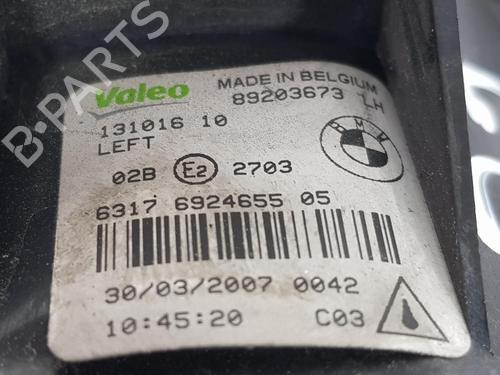 Valeo
MADE IN BELGIUM
89203673 LH
131016 10
LEFT
BMW
02B E2 2703
6317 6924655 05
30/03/2007 0042
10:45:20 C03
B-PARTS